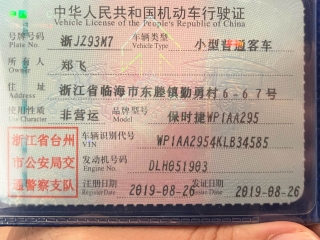 中华人民共和国机动车行驶证
Vehicle License of the People's Republic of China
号牌号码 浙JZ93M7 车辆类型 小型普通客车
Plate No. Vehicle Type
所有人 郑飞
Owner
住址 浙江省临海市东塍镇勤勇村6-67号
Address
使用性质 非营运 品牌型号 保时捷WP1AA295
Use Character Model
浙江省台州
市公安局交
通警察支队
车辆识别代号 WP1AA2954KLB34585
VIN
发动机号码 DLH051903
Engine No.
注册日期 2019-08-26 发证日期 2019-08-26
Register Date Issue Date